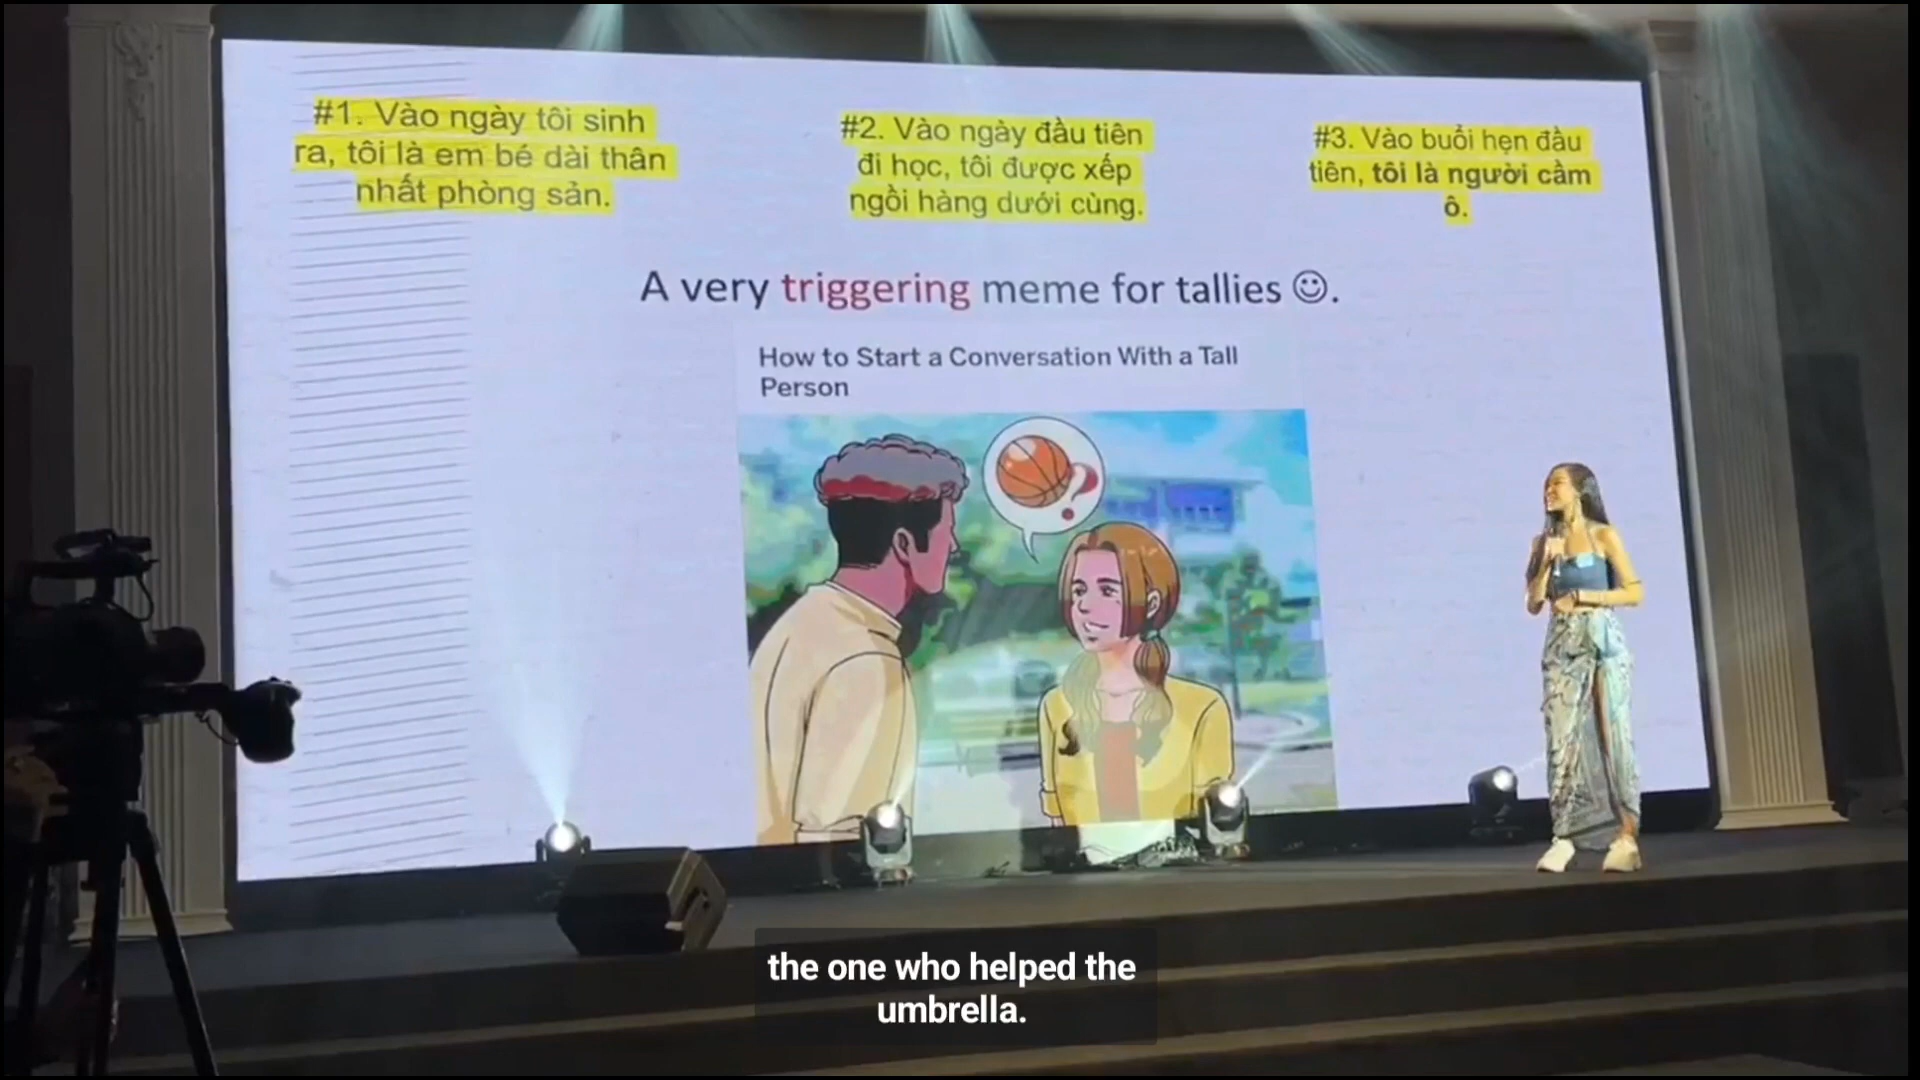 #1. Vào ngày tôi sinh
ra, tôi là em bé dài thân
nhất phòng sản.
#2. Vào ngày đầu tiên
đi học, tôi được xếp
ngồi hàng dưới cùng.
#3. Vào buổi hẹn đầu
tiên, tôi là người cầm
ô.
A very triggering meme for tallies ☺.
How to Start a Conversation With a Tall
Person
?
the one who helped the
umbrella.